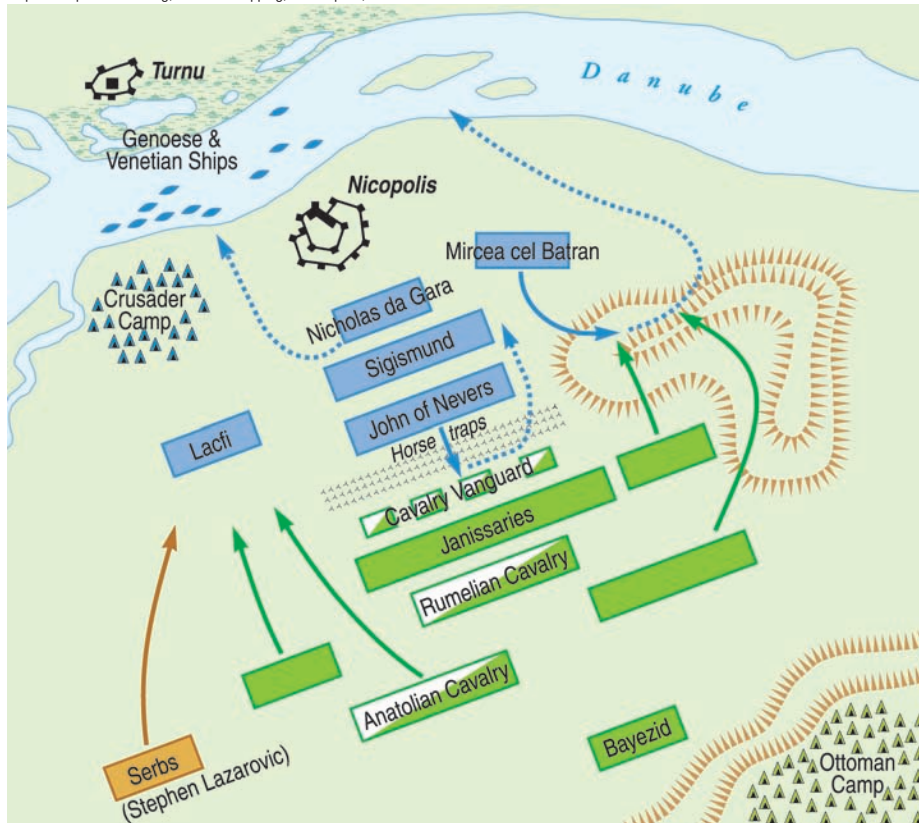 Turnu
Danube
Genoese &
Venetian Ships
Nicopolis
Mircea cel Batran
Crusader
Camp
Nicholas da Gara
Sigismund
John of Nevers
Lacfi
Horse traps
Cavalry Vanguard
Janissaries
Rumelian Cavalry
Anatolian Cavalry
Serbs
(Stephen Lazarovic)
Bayezid
Ottoman
Camp